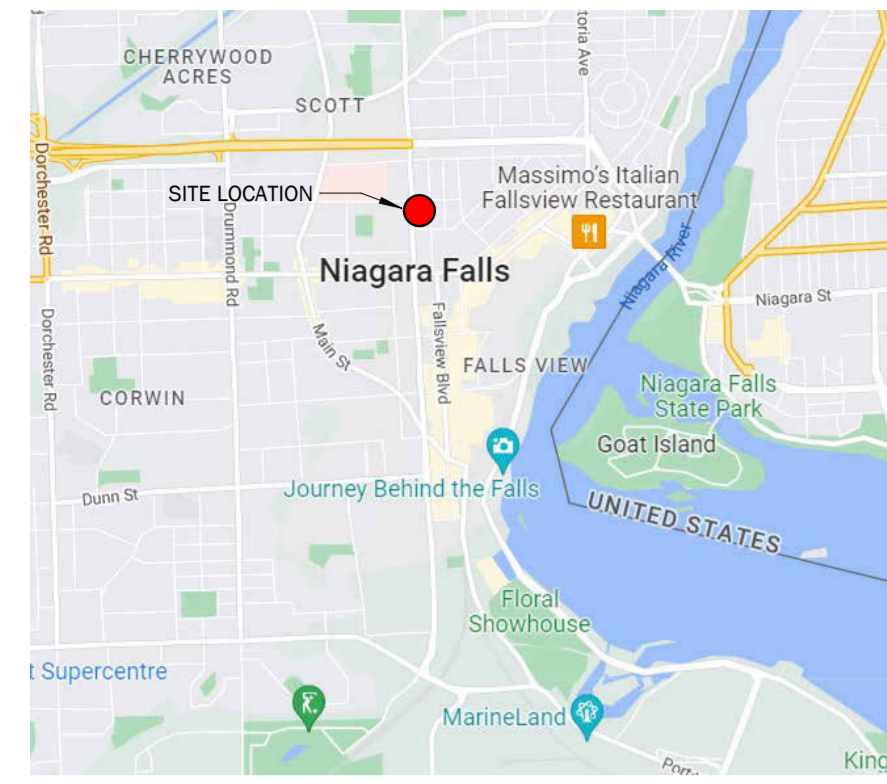 CHERRYWOOD
ACRES
SCOTT
toria Ave
Dorchester Rd
SITE LOCATION
Drummond Rd
Massimo's Italian
Fallsview Restaurant
Niagara River
Niagara Falls
Niagara St
Dorchester Rd
Main St
Fallsview Blvd
FALLS VIEW
CORWIN
Niagara Falls
State Park
Goat Island
Dunn St
Journey Behind the Falls
UNITED STATES
Floral
Showhouse
t Supercentre
MarineLand
Port
King